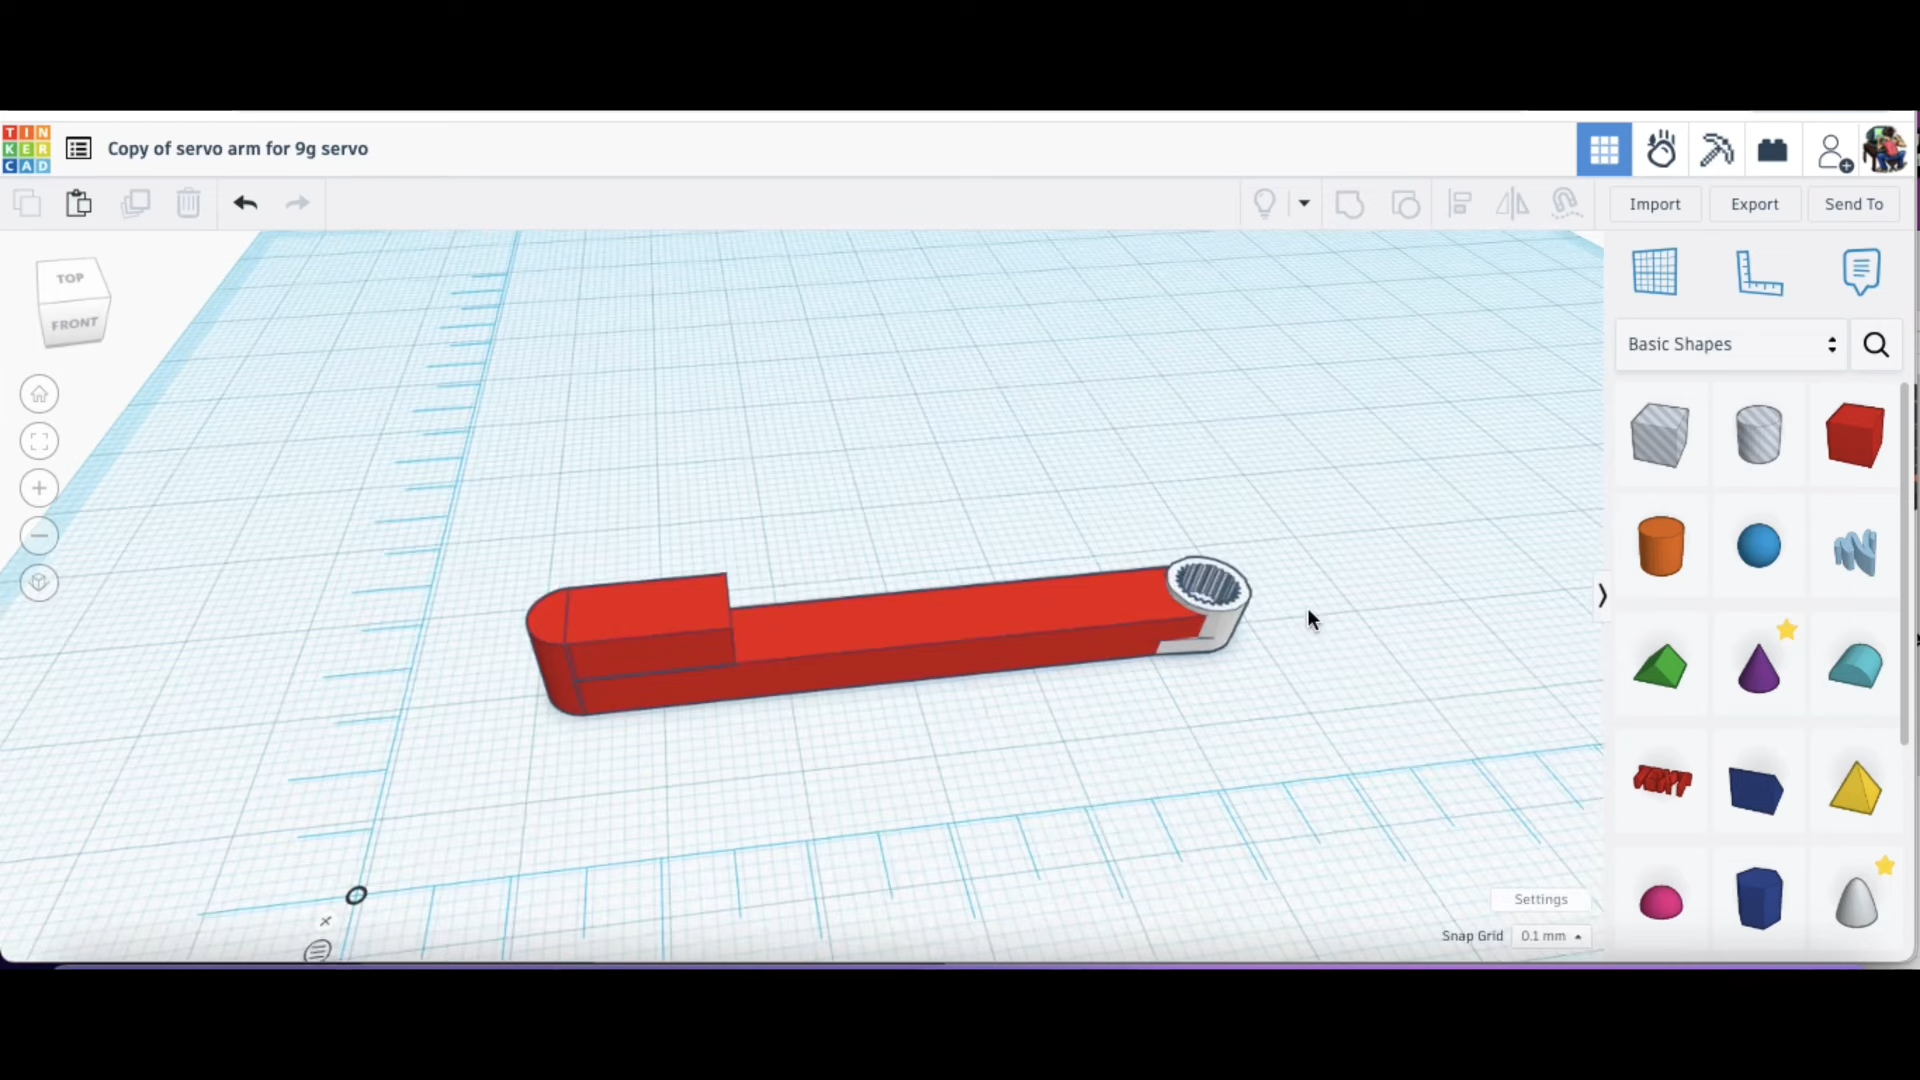 TIN
KER
CAD
Copy of servo arm for 9g servo
Import
Export
Send To
TOP
FRONT
Basic Shapes
TEXT
Settings
Snap Grid
0.1 mm